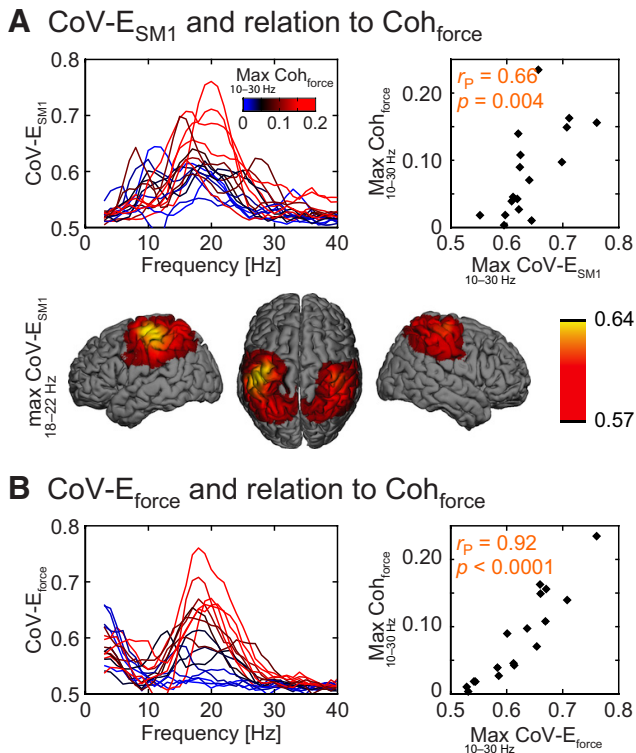 A CoV-E_SM1 and relation to Coh_force
0.8
0.7
0.6
0.5
CoV-E_SM1
0 10 20 30 40
Frequency [Hz]
Max Coh_force
10–30 Hz
0 0.1 0.2
r_P = 0.66
p = 0.004
0.20
0.10
0
Max Coh_force
10–30 Hz
0.5 0.6 0.7 0.8
Max CoV-E_SM1
10–30 Hz
max CoV-E_SM1
18–22 Hz
0.64
0.57
B CoV-E_force and relation to Coh_force
0.8
0.7
0.6
0.5
CoV-E_force
0 10 20 30 40
Frequency [Hz]
r_P = 0.92
p < 0.0001
0.20
0.10
0
Max Coh_force
10–30 Hz
0.5 0.6 0.7 0.8
Max CoV-E_force
10–30 Hz